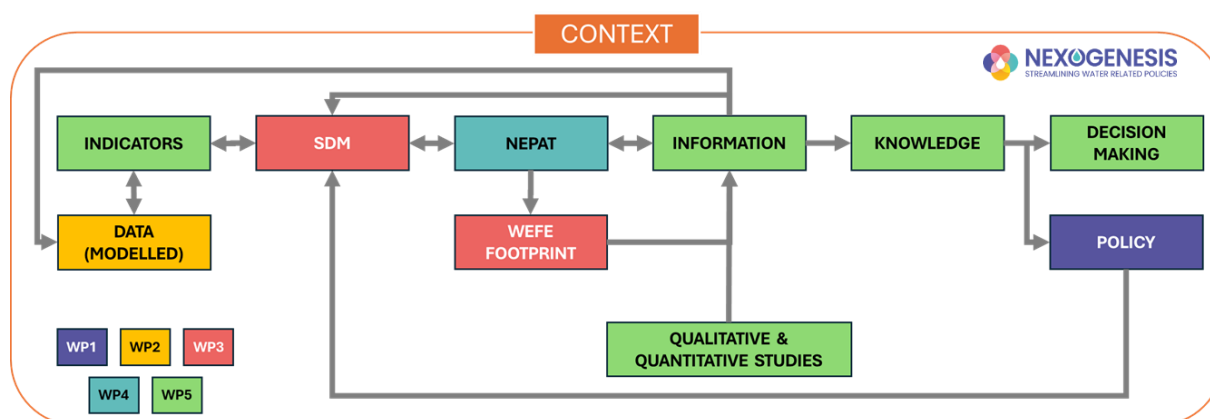 CONTEXT
NEXOGENESIS
STREAMLINING WATER RELATED POLICIES
INDICATORS
SDM
NEPAT
INFORMATION
KNOWLEDGE
DECISION
MAKING
DATA
(MODELLED)
WEFE
FOOTPRINT
POLICY
QUALITATIVE &
QUANTITATIVE STUDIES
WP1
WP2
WP3
WP4
WP5